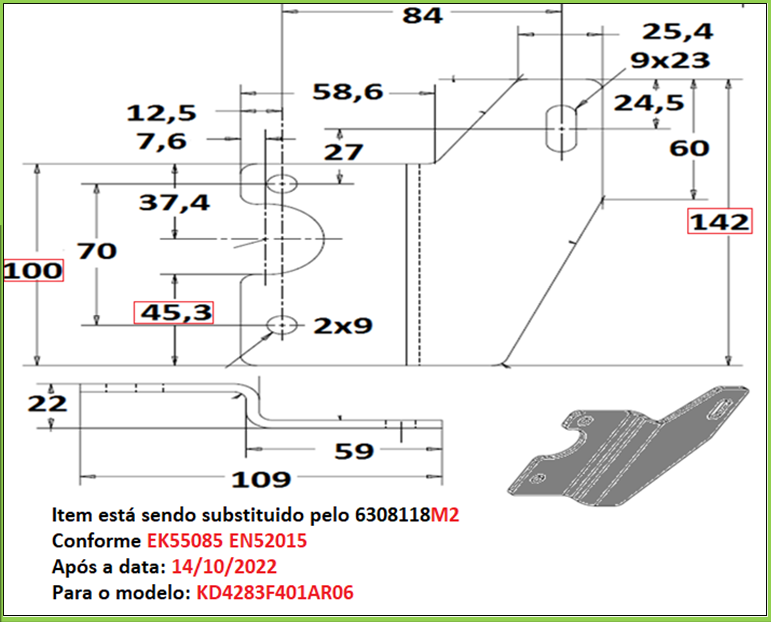 84
25,4
9x23
58,6
24,5
12,5
7,6
27
60
37,4
142
70
100
45,3
2x9
22
59
109
Item está sendo substituido pelo 6308118M2
Conforme EK55085 EN52015
Após a data: 14/10/2022
Para o modelo: KD4283F401AR06